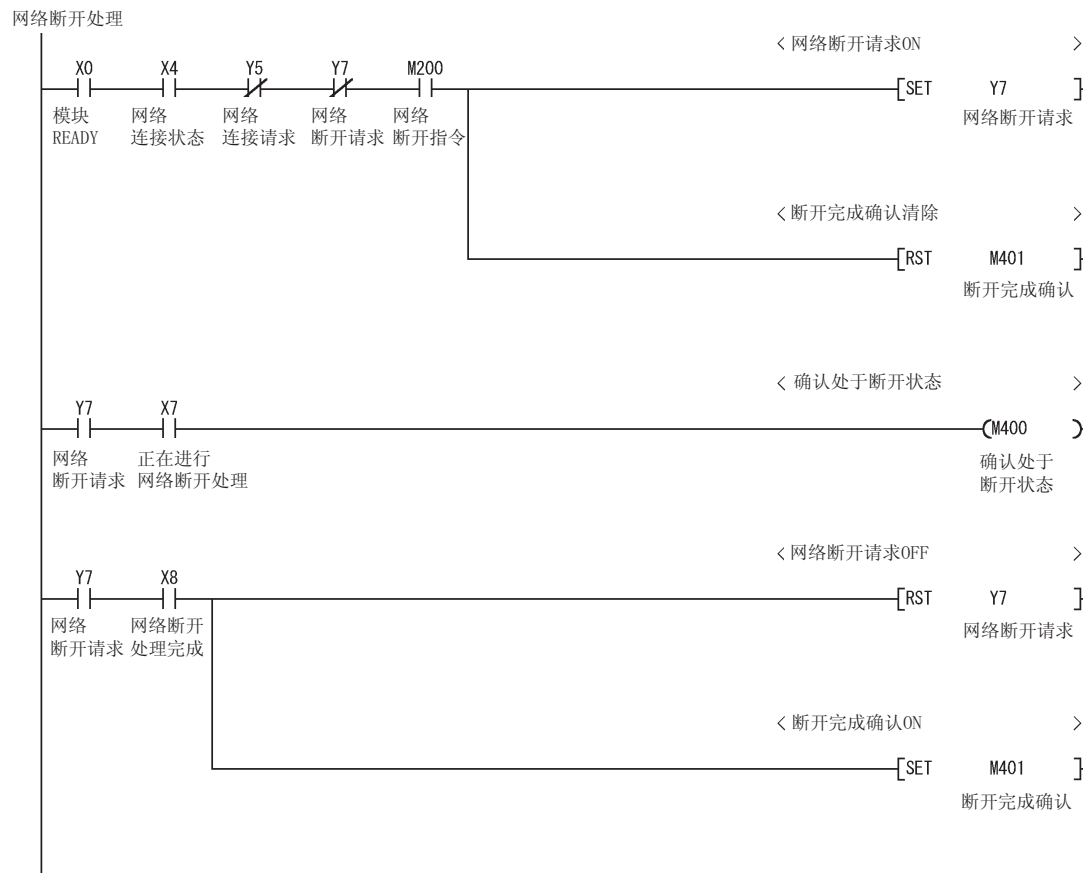 网络断开处理
< 网络断开请求ON >
X0 X4 Y5 Y7 M200
[SET Y7 ]
模块 网络 网络 网络 网络 网络断开请求
READY 连接状态 连接请求 断开请求 断开指令
< 断开完成确认清除 >
[RST M401 ]
断开完成确认
< 确认处于断开状态 >
Y7 X7
(M400 )
网络 正在进行 确认处于
断开请求 网络断开处理 断开状态
< 网络断开请求OFF >
Y7 X8
[RST Y7 ]
网络 网络断开 网络断开请求
断开请求 处理完成
< 断开完成确认ON >
[SET M401 ]
断开完成确认